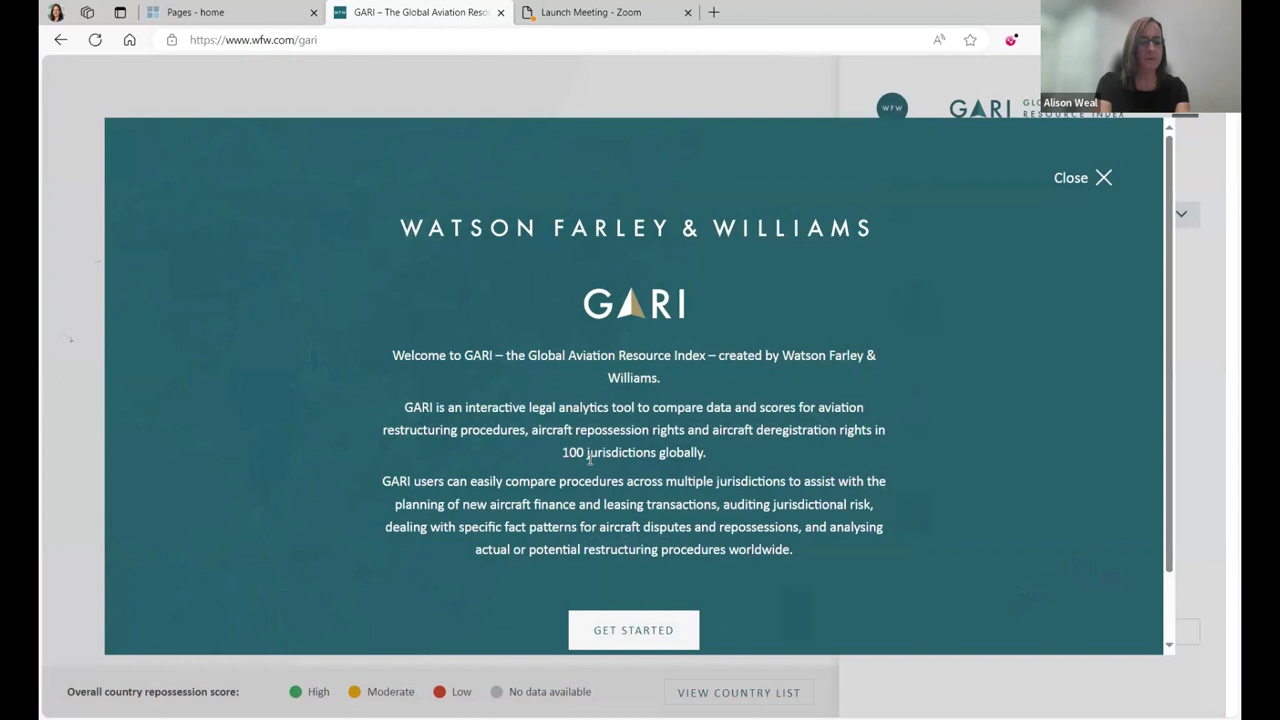 Pages - home
GARI – The Global Aviation Reso
Launch Meeting - Zoom
https://www.wfw.com/gari
Alison Weal
WFW
GARI
RESOURCE INDEX
Close
WATSON FARLEY & WILLIAMS
GARI
Welcome to GARI – the Global Aviation Resource Index – created by Watson Farley &
Williams.
GARI is an interactive legal analytics tool to compare data and scores for aviation
restructuring procedures, aircraft repossession rights and aircraft deregistration rights in
100 jurisdictions globally.
GARI users can easily compare procedures across multiple jurisdictions to assist with the
planning of new aircraft finance and leasing transactions, auditing jurisdictional risk,
dealing with specific fact patterns for aircraft disputes and repossessions, and analysing
actual or potential restructuring procedures worldwide.
GET STARTED
Overall country repossession score:
High
Moderate
Low
No data available
VIEW COUNTRY LIST